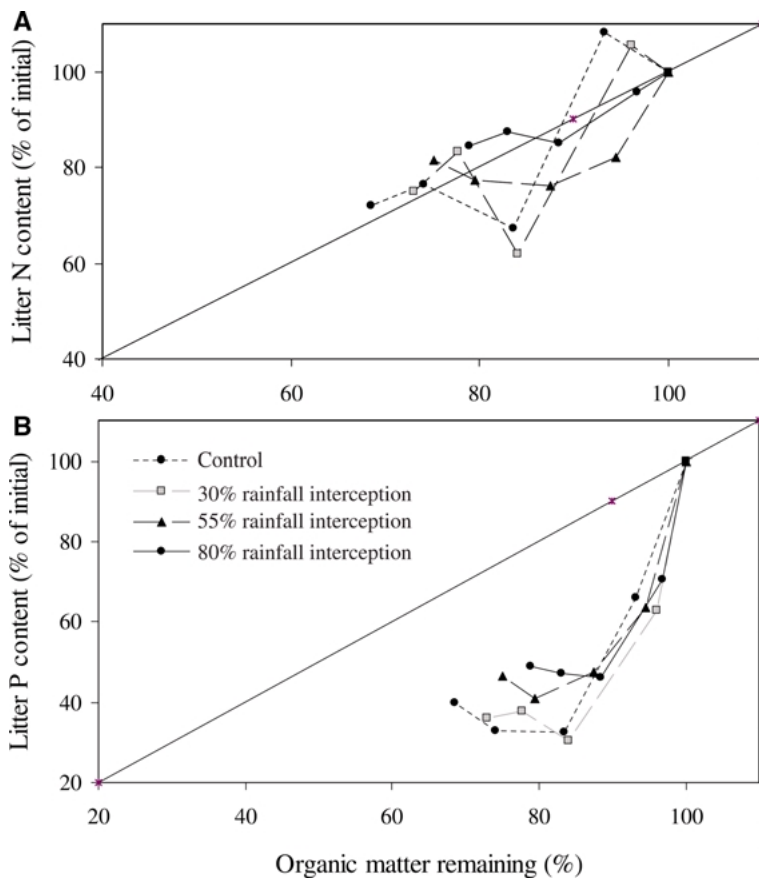 A
Litter N content (% of initial)
100
80
60
40
40
60
80
100
B
Litter P content (% of initial)
100
80
60
40
20
Control
30% rainfall interception
55% rainfall interception
80% rainfall interception
20
40
60
80
100
Organic matter remaining (%)